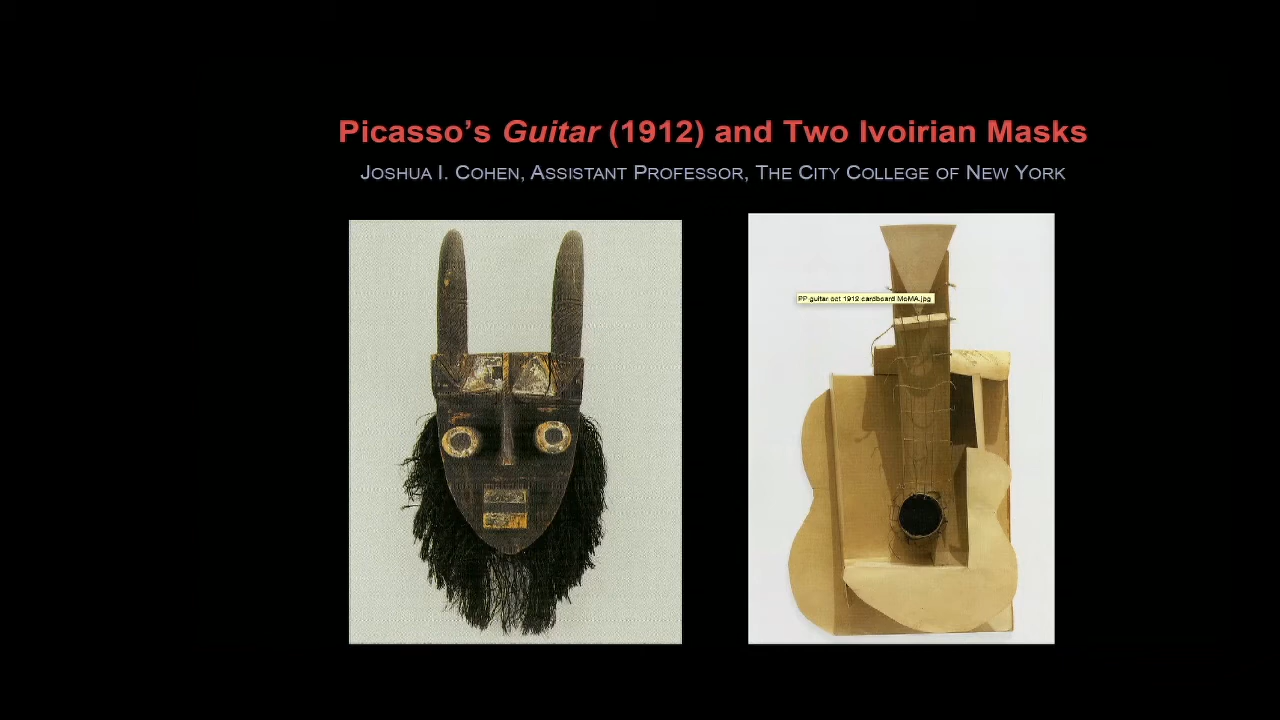 Picasso's Guitar (1912) and Two Ivoirian Masks
Joshua I. Cohen, Assistant Professor, The City College of New York
PP guitar oct 1912 cardboard MoMA.jpg